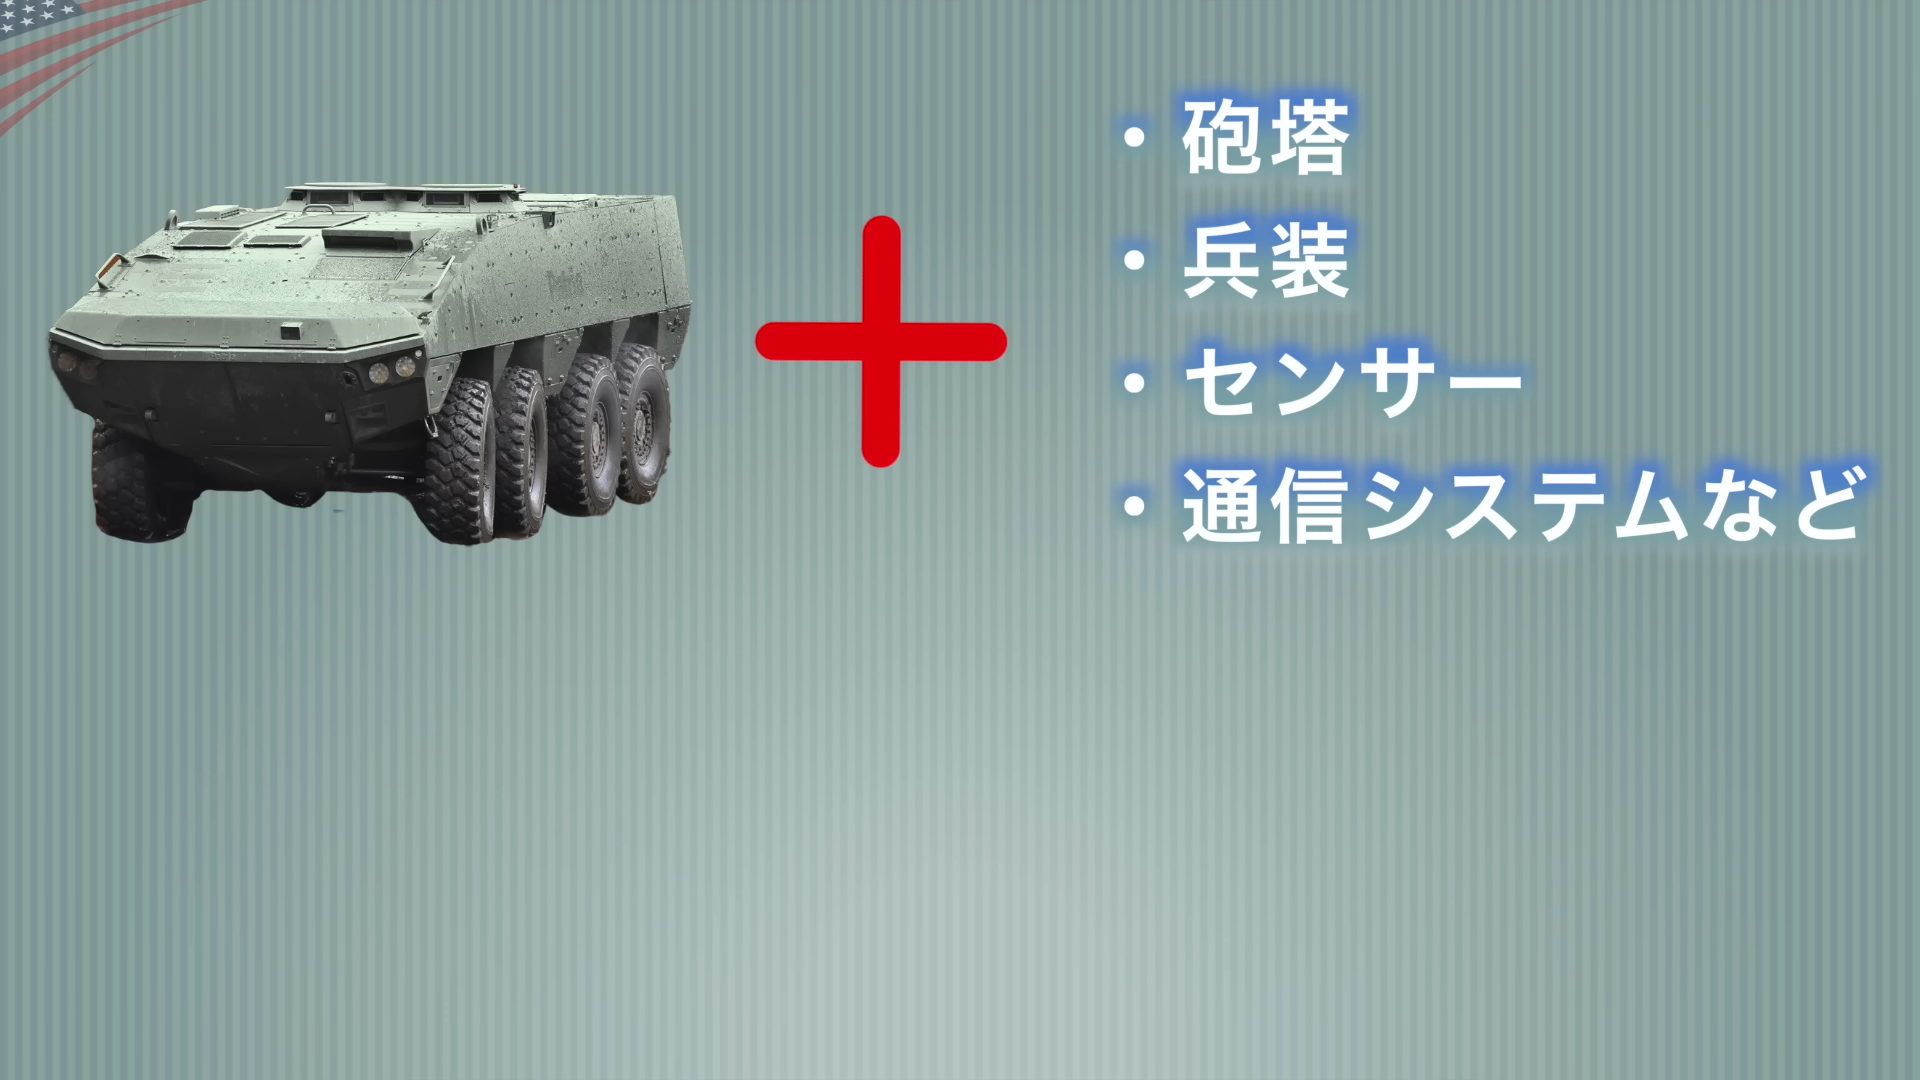 ・砲塔
・兵装
・センサー
・通信システムなど